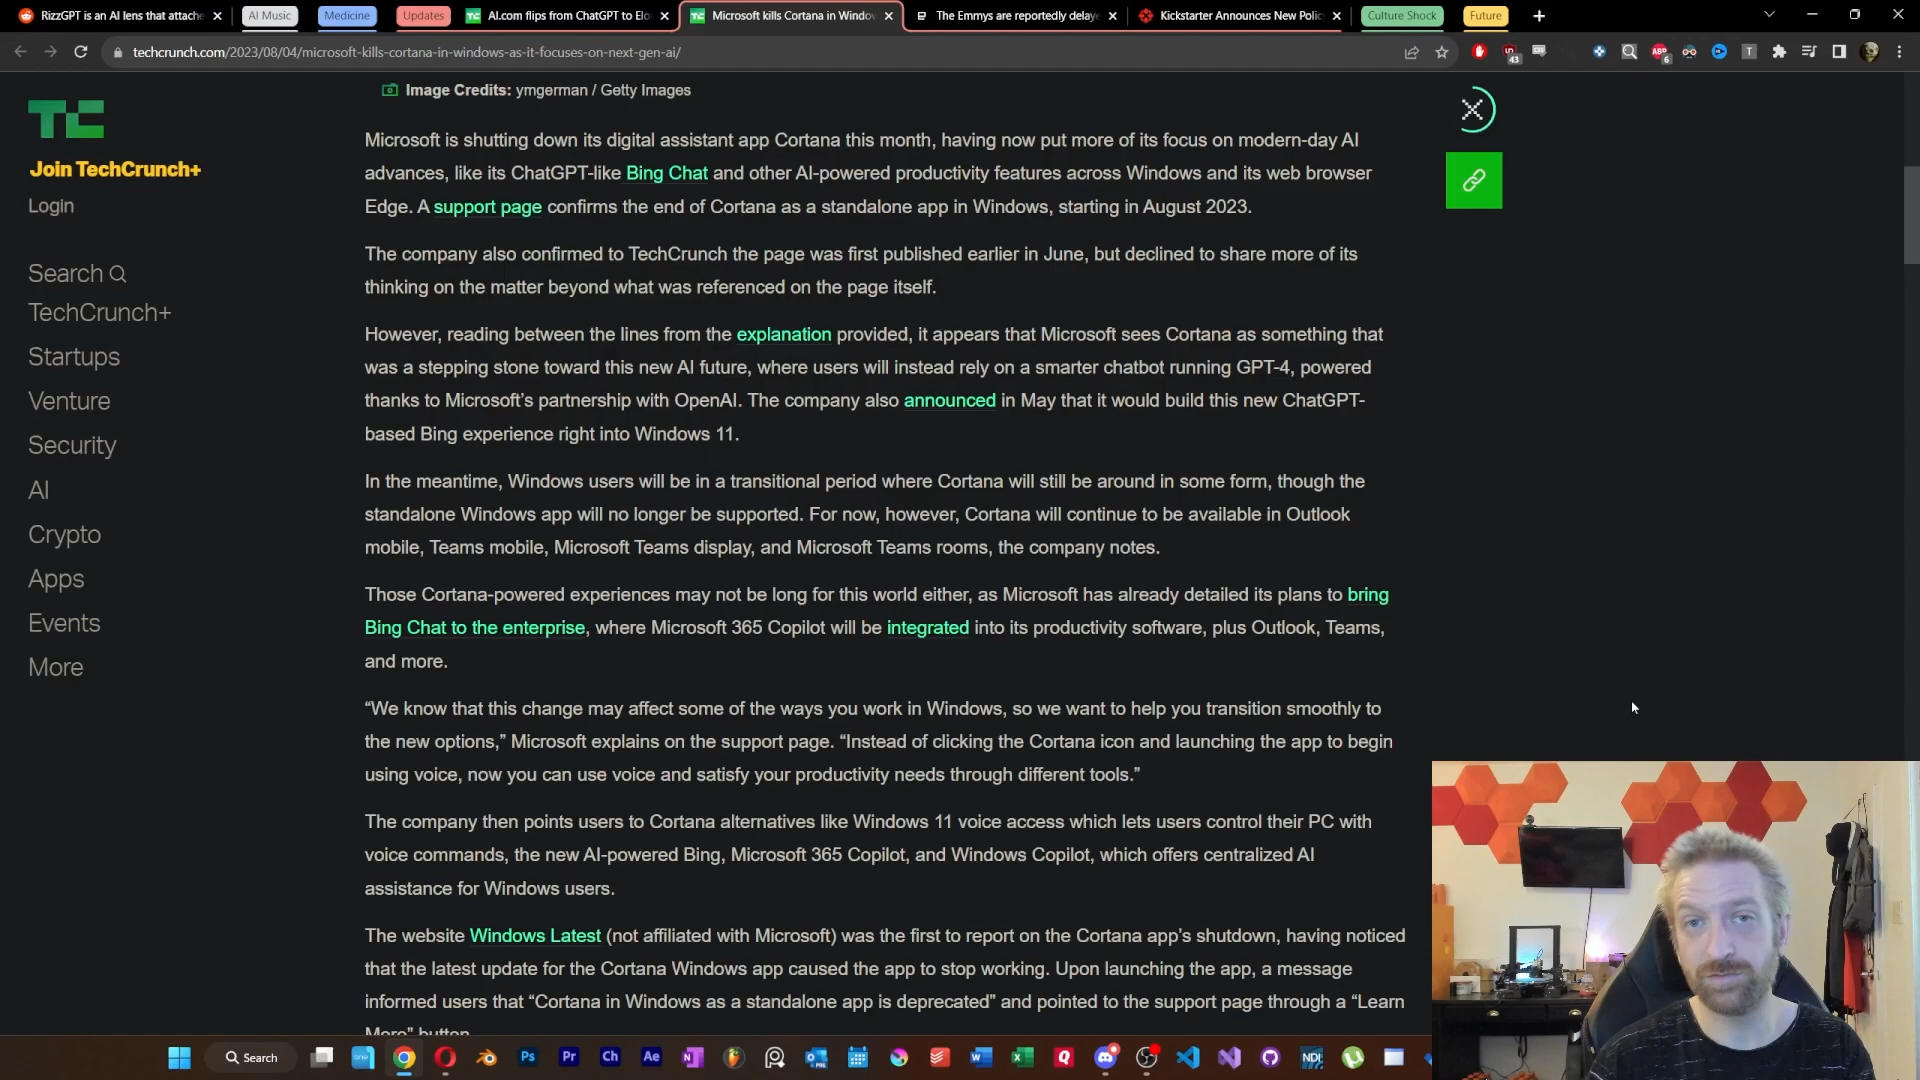 RizzGPT is an AI lens that attache
AI Music
Medicine
Updates
AI.com flips from ChatGPT to Elo
Microsoft kills Cortana in Window
The Emmys are reportedly delaye
Kickstarter Announces New Polic
Culture Shock
Future
techcrunch.com/2023/08/04/microsoft-kills-cortana-in-windows-as-it-focuses-on-next-gen-ai/
43
6
T
TC
Join TechCrunch+
Login
Search
TechCrunch+
Startups
Venture
Security
AI
Crypto
Apps
Events
More
Image Credits: ymgerman / Getty Images
Microsoft is shutting down its digital assistant app Cortana this month, having now put more of its focus on modern-day AI
advances, like its ChatGPT-like Bing Chat and other AI-powered productivity features across Windows and its web browser
Edge. A support page confirms the end of Cortana as a standalone app in Windows, starting in August 2023.
The company also confirmed to TechCrunch the page was first published earlier in June, but declined to share more of its
thinking on the matter beyond what was referenced on the page itself.
However, reading between the lines from the explanation provided, it appears that Microsoft sees Cortana as something that
was a stepping stone toward this new AI future, where users will instead rely on a smarter chatbot running GPT-4, powered
thanks to Microsoft’s partnership with OpenAI. The company also announced in May that it would build this new ChatGPT-
based Bing experience right into Windows 11.
In the meantime, Windows users will be in a transitional period where Cortana will still be around in some form, though the
standalone Windows app will no longer be supported. For now, however, Cortana will continue to be available in Outlook
mobile, Teams mobile, Microsoft Teams display, and Microsoft Teams rooms, the company notes.
Those Cortana-powered experiences may not be long for this world either, as Microsoft has already detailed its plans to bring
Bing Chat to the enterprise, where Microsoft 365 Copilot will be integrated into its productivity software, plus Outlook, Teams,
and more.
“We know that this change may affect some of the ways you work in Windows, so we want to help you transition smoothly to
the new options,” Microsoft explains on the support page. “Instead of clicking the Cortana icon and launching the app to begin
using voice, now you can use voice and satisfy your productivity needs through different tools.”
The company then points users to Cortana alternatives like Windows 11 voice access which lets users control their PC with
voice commands, the new AI-powered Bing, Microsoft 365 Copilot, and Windows Copilot, which offers centralized AI
assistance for Windows users.
The website Windows Latest (not affiliated with Microsoft) was the first to report on the Cortana app’s shutdown, having noticed
that the latest update for the Cortana Windows app caused the app to stop working. Upon launching the app, a message
informed users that “Cortana in Windows as a standalone app is deprecated” and pointed to the support page through a “Learn
More” button.
Search
Ps
Pr
Ch
Ae
N
W
X
Q
NDI